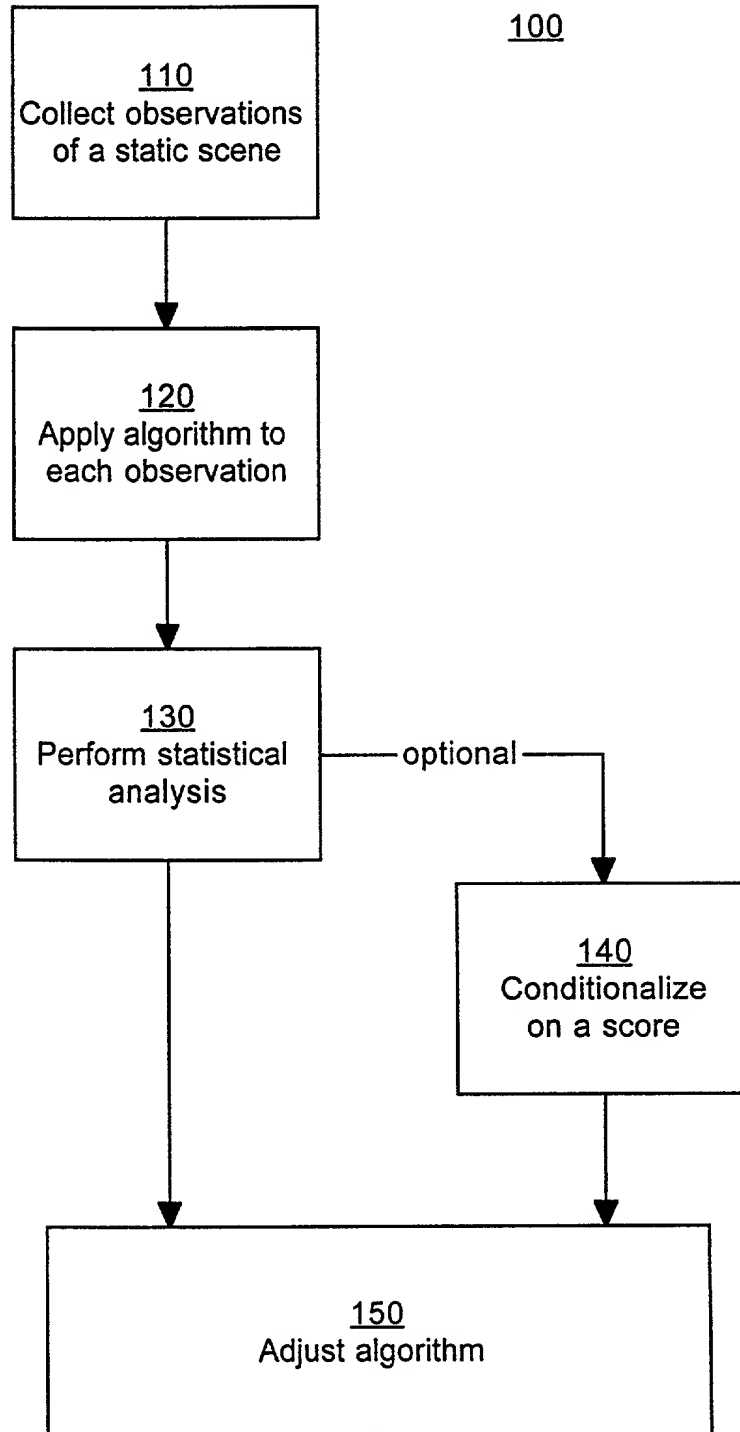 100
110
Collect observations
of a static scene
120
Apply algorithm to
each observation
130
Perform statistical
analysis
optional
140
Conditionalize
on a score
150
Adjust algorithm